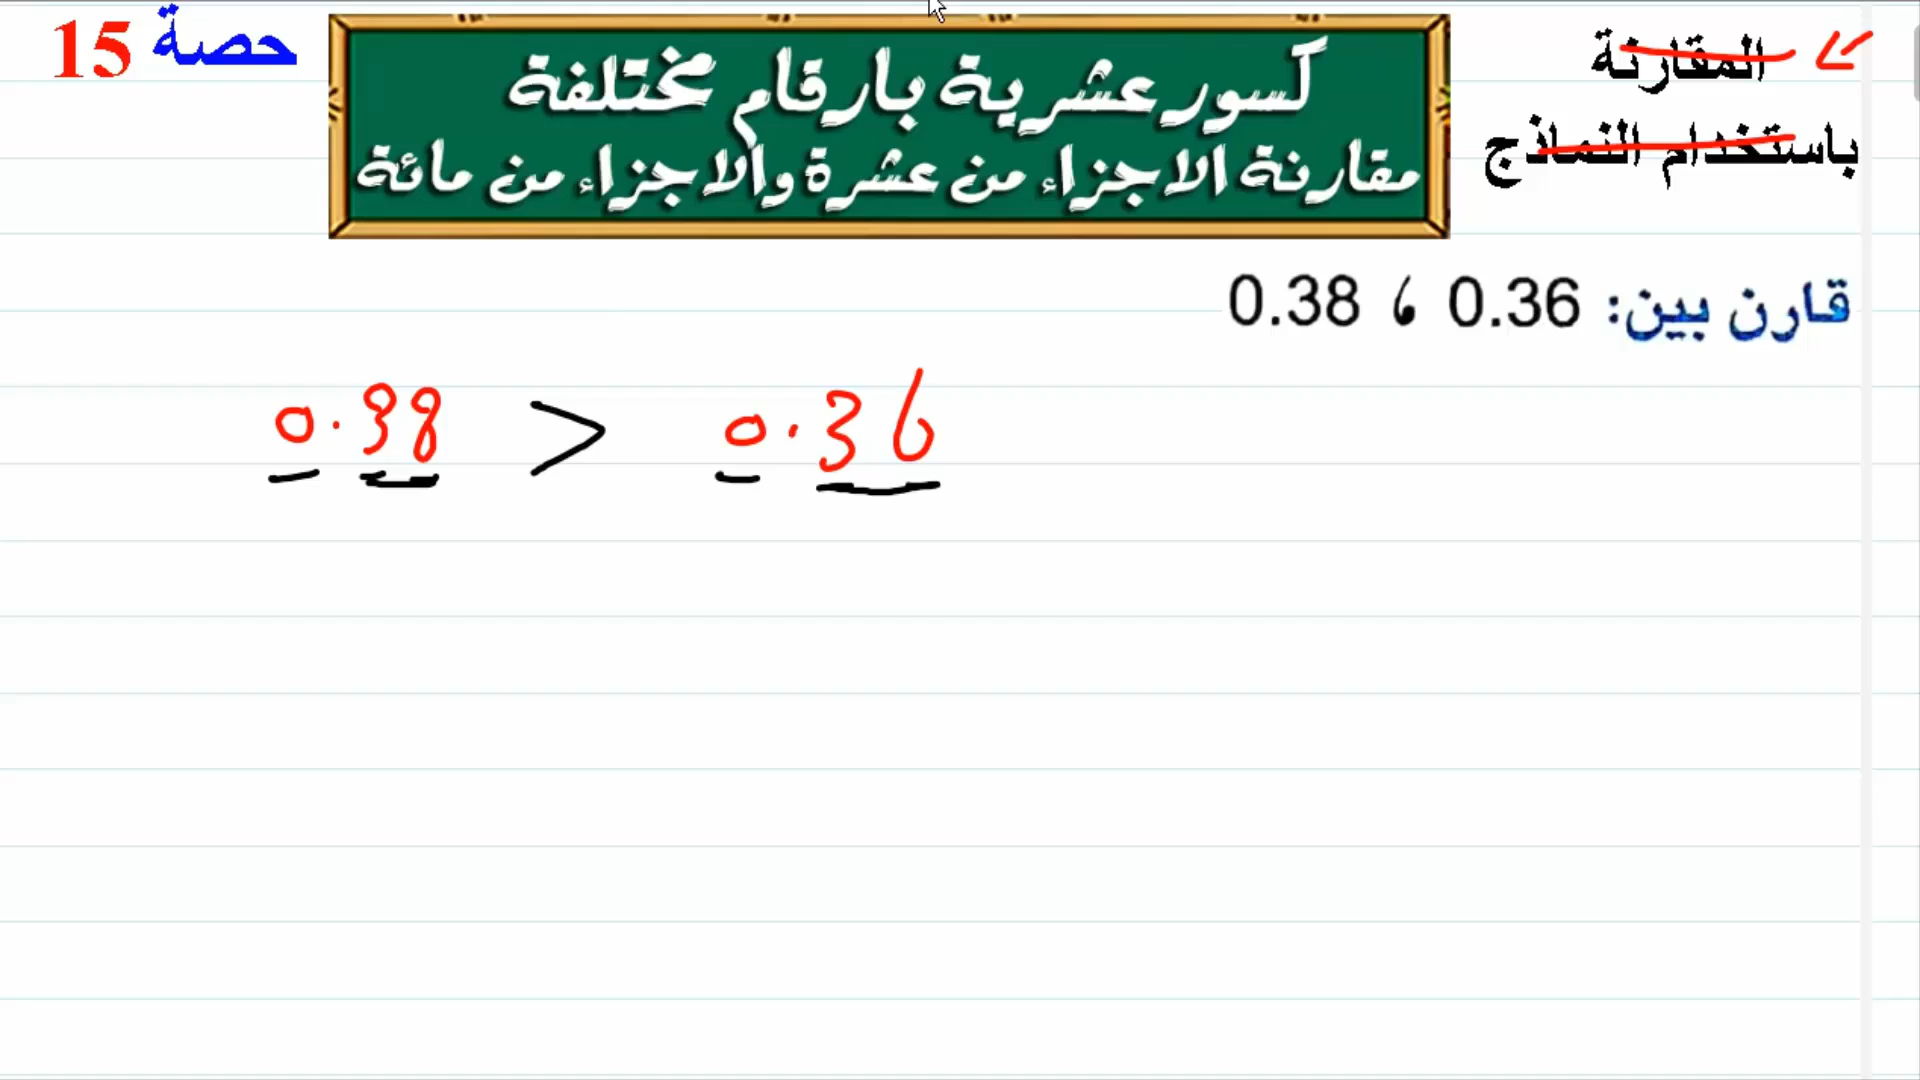 حصة 15
كسور عشرية بارقام مختلفة
مقارنة الاجزاء من عشرة والاجزاء من مائة
المقارنة
باستخدام النماذج
قارن بين: 0.36 ، 0.38
0.38 > 0.36